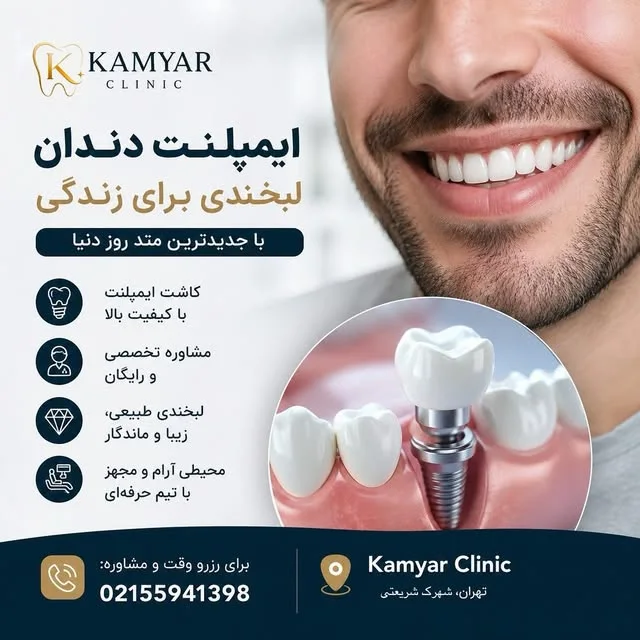 KAMYAR
CLINIC
ایمپلنت دندان
لبخندی برای زندگی
با جدیدترین متد روز دنیا
کاشت ایمپلنت
با کیفیت بالا
مشاوره تخصصی
و رایگان
لبخندی طبیعی،
زیبا و ماندگار
محیطی آرام و مجهز
با تیم حرفه‌ای
برای رزرو وقت و مشاوره:
02155941398
Kamyar Clinic
تهران، شهرک شریعتی